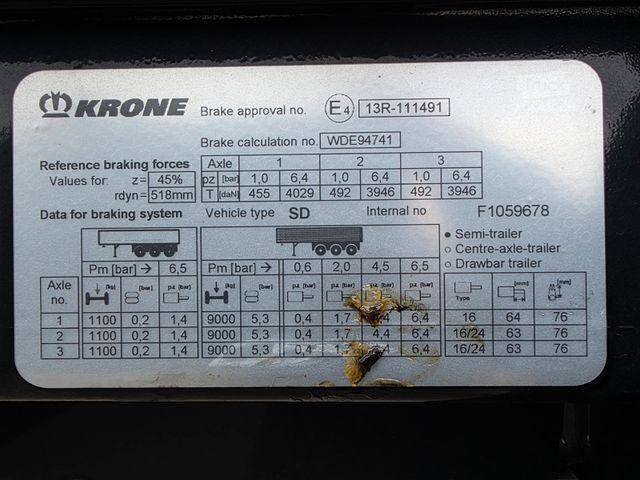 KRONE Brake approval no. E4 13R-111491
Brake calculation no. WDE94741
Reference braking forces Axle 1 2 3
Values for: z= 45% pz [bar] 1,0 6,4 1,0 6,4 1,0 6,4
rdyn= 518mm T [daN] 455 4029 492 3946 492 3946
Data for braking system Vehicle type SD Internal no F1059678
Semi-trailer
Centre-axle-trailer
Drawbar trailer
Pm [bar] → 6,5 Pm [bar] → 0,6 2,0 4,5 6,5
Axle no. [kg] [bar] p.z. [bar] [kg] [bar] p.z. [bar] p.z. [bar] p.z. [bar] p.z. [bar] Type [mm] [mm]
1 1100 0,2 1,4 9000 5,3 0,4 1,7 6,4 16 64 76
2 1100 0,2 1,4 9000 5,3 0,4 1,7 4,4 6,4 16/24 63 76
3 1100 0,2 1,4 9000 5,3 0,4 6,4 16/24 63 76